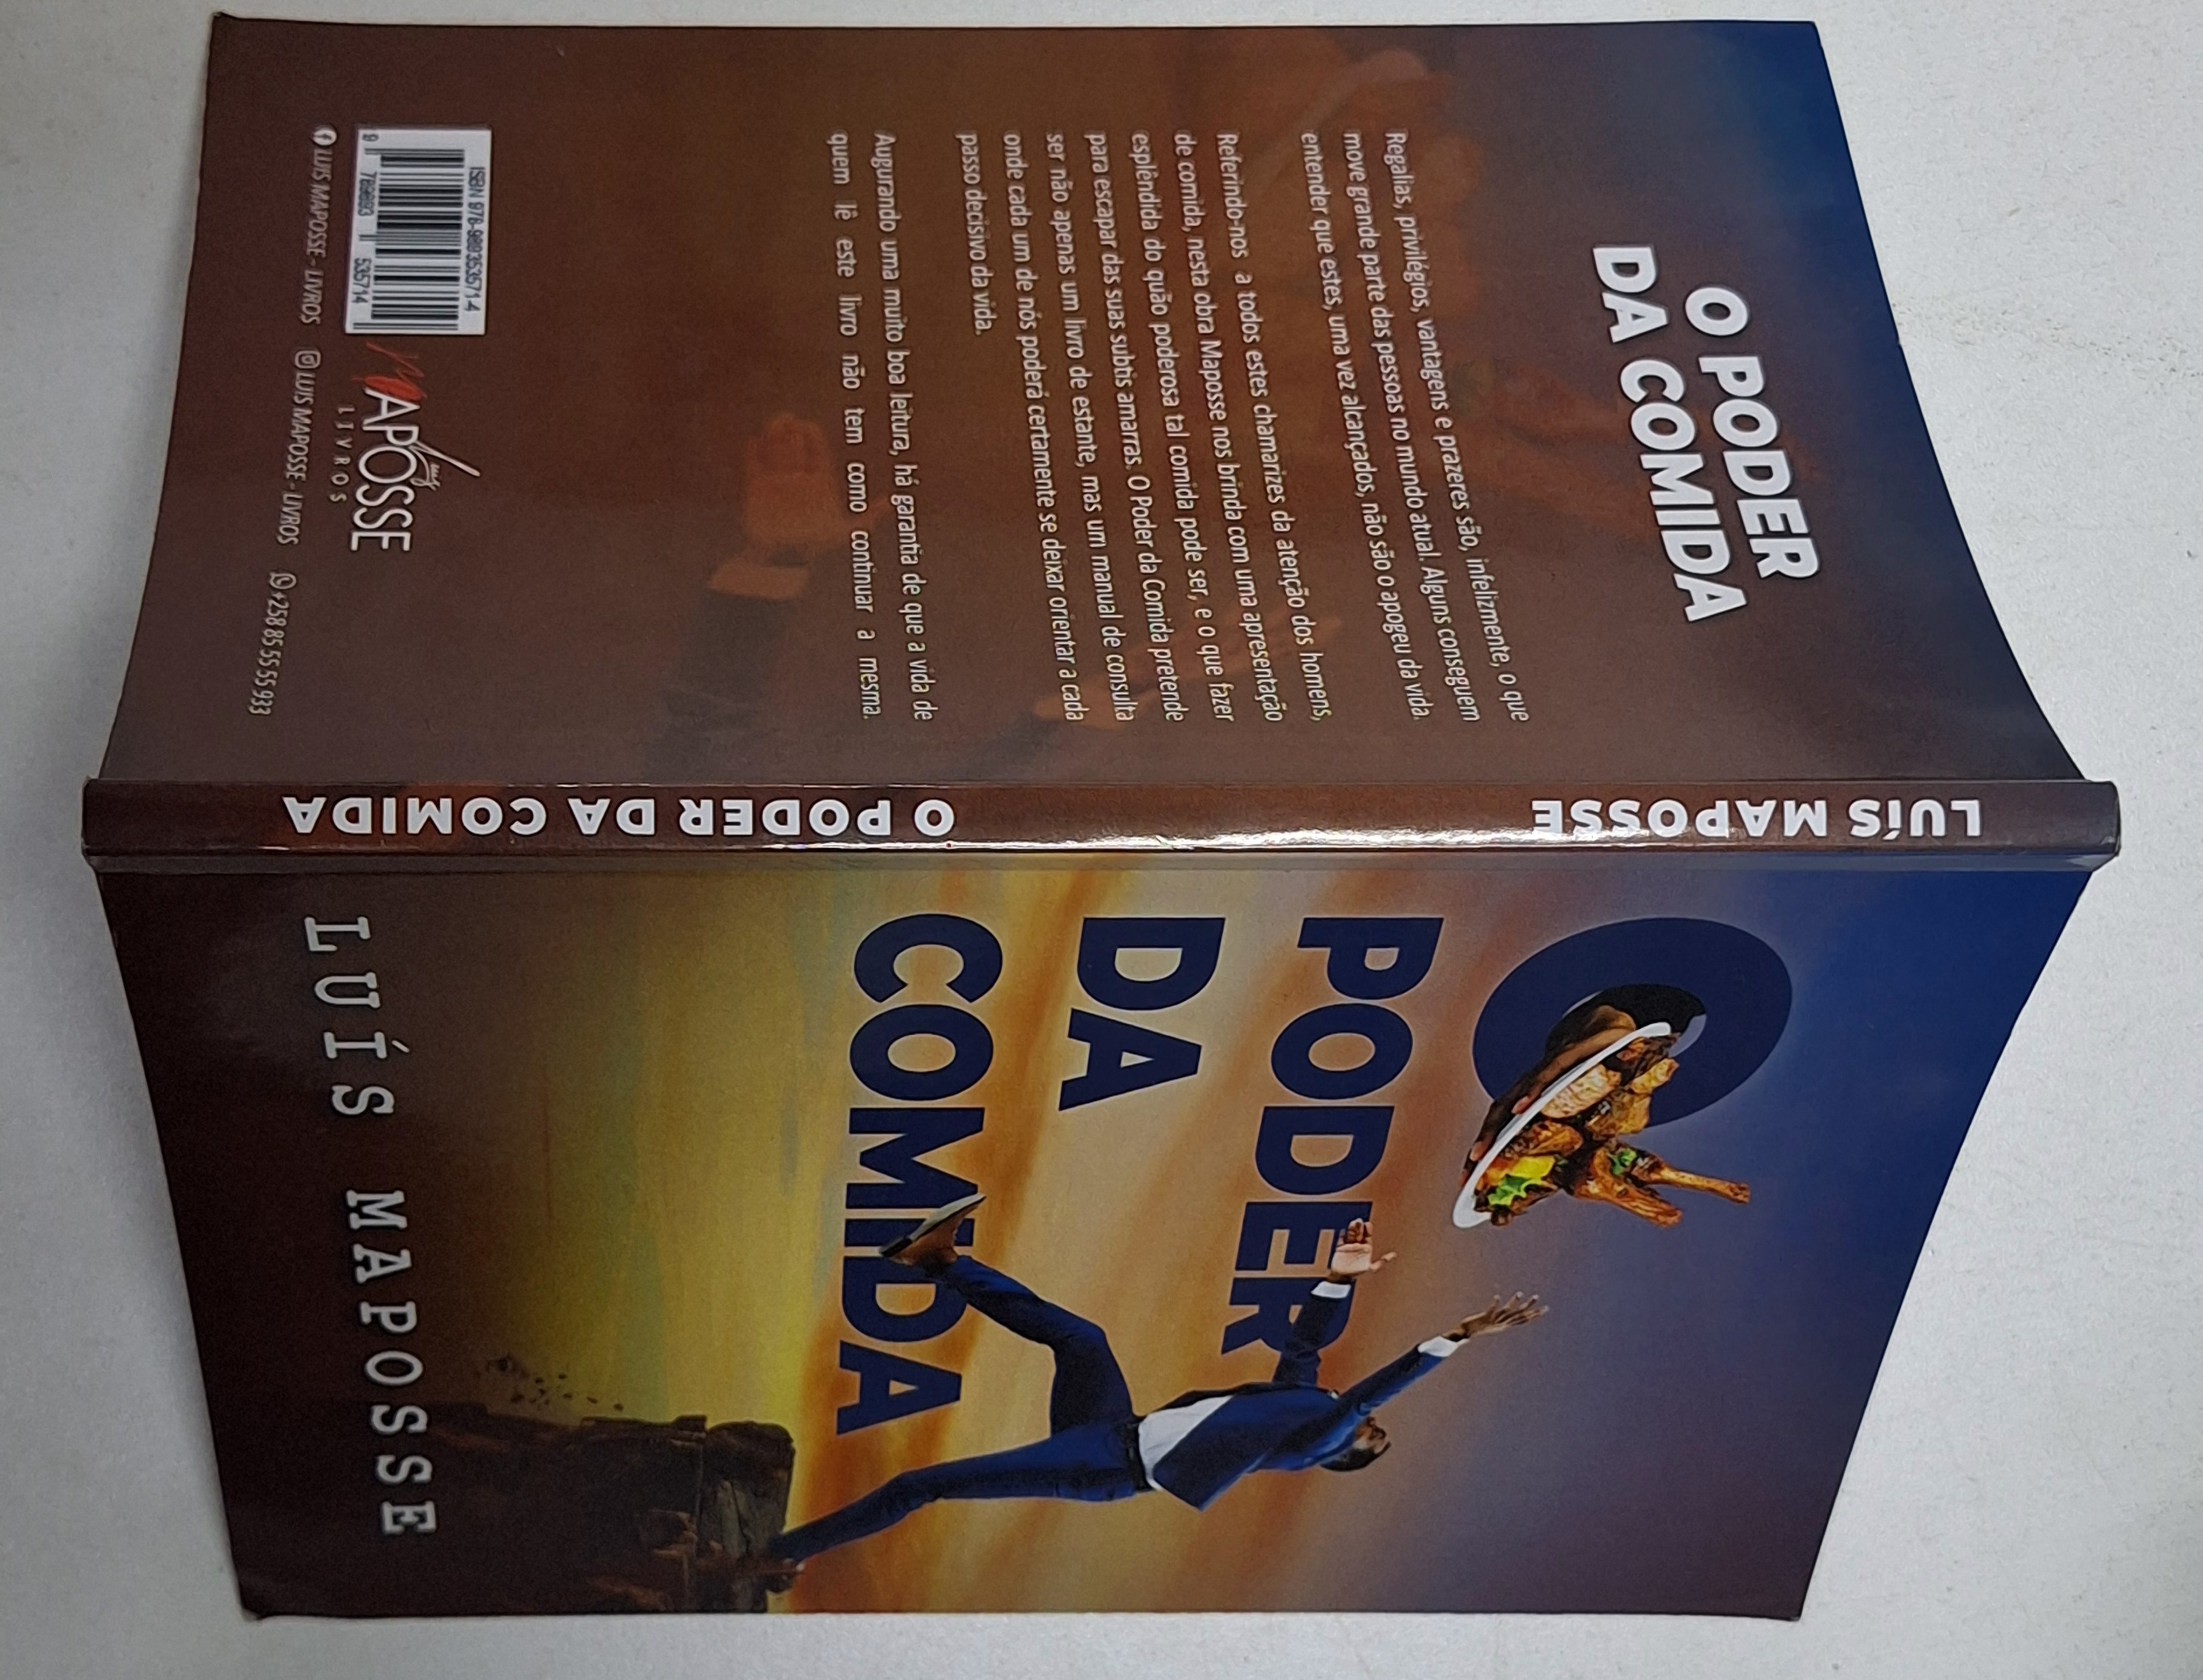 O PODER
DA COMIDA
Regalias, privilégios, vantagens e prazeres são, infelizmente, o que
move grande parte das pessoas no mundo atual. Alguns conseguem
entender que estes, uma vez alcançados, não são o apogeu da vida.
Referindo-nos a todos estes chamarizes da atenção dos homens,
de comida, nesta obra Maposse nos brinda com uma apresentação
esplêndida do quão poderosa tal comida pode ser, e o que fazer
para escapar das suas subtis amarras. O Poder da Comida pretende
ser não apenas um livro de estante, mas um manual de consulta
onde cada um de nós poderá certamente se deixar orientar a cada
passo decisivo da vida.
Augurando uma muito boa leitura, há garantia de que a vida de
quem lê este livro não tem como continuar a mesma.
ISBN 978-989353571-4
9 789893 535714
Luis
MAPOSSE
LIVROS
LUIS MAPOSSE - LIVROS
LUIS MAPOSSE - LIVROS
+258 85 55 55 933
LUÍS MAPOSSE
O PODER DA COMIDA
O
PODER
DA
COMIDA
LUÍS MAPOSSE